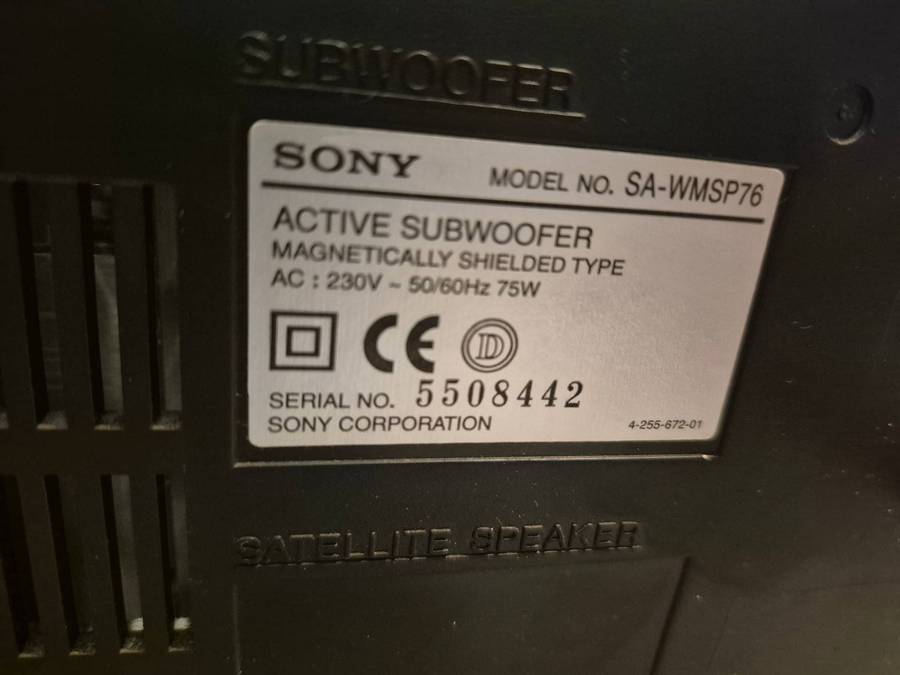 SUBWOOFER
SONY MODEL NO. SA-WMSP76
ACTIVE SUBWOOFER
MAGNETICALLY SHIELDED TYPE
AC : 230V ~ 50/60Hz 75W
CE D
SERIAL NO. 5508442
SONY CORPORATION 4-255-672-01
SATELLITE SPEAKER